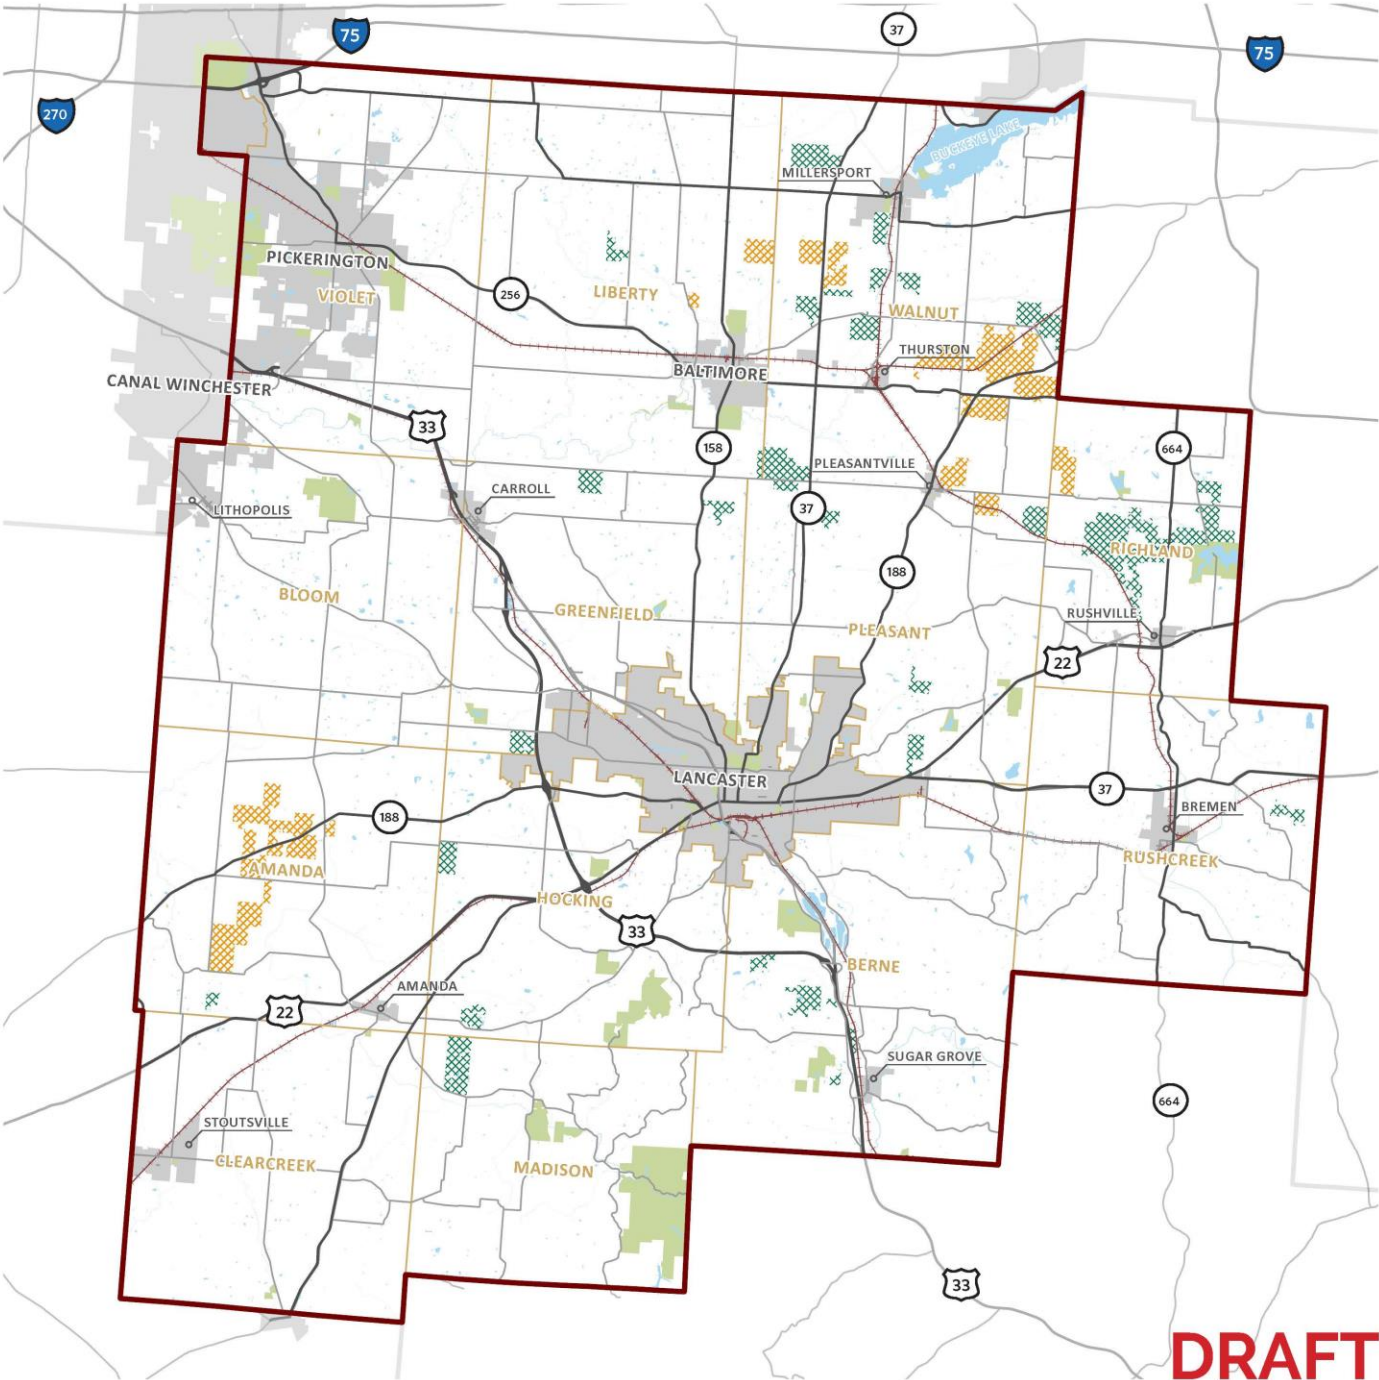 75
37
75
270
BUCKEYE LAKE
MILLERSPORT
PICKERINGTON
VIOLET
256
LIBERTY
WALNUT
THURSTON
BALTIMORE
CANAL WINCHESTER
33
158
664
PLEASANTVILLE
CARROLL
LITHOPOLIS
37
RICHLAND
188
BLOOM
GREENFIELD
RUSHVILLE
PLEASANT
22
LANCASTER
37
188
BREMEN
RUSHCREEK
AMANDA
HOCKING
33
BERNE
AMANDA
22
SUGAR GROVE
664
STOUTSVILLE
CLEARCREEK
MADISON
33
DRAFT